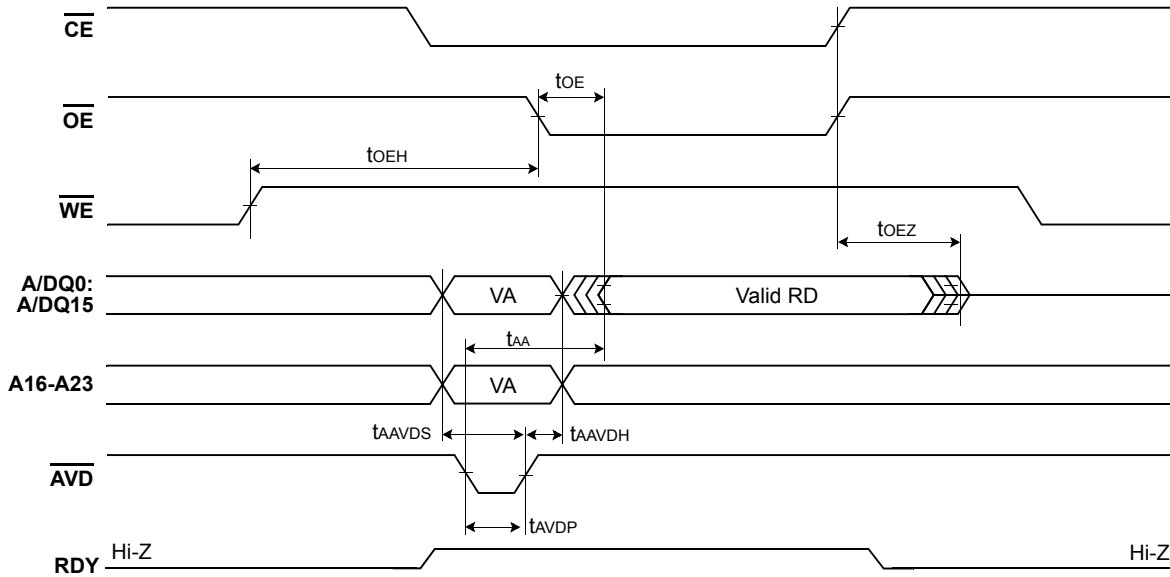 CE
OE
tOE
tOEH
WE
tOEZ
A/DQ0:
A/DQ15
VA
Valid RD
tAA
A16-A23
VA
tAAVDS
tAAVDH
AVD
tAVDP
RDY
Hi-Z
Hi-Z